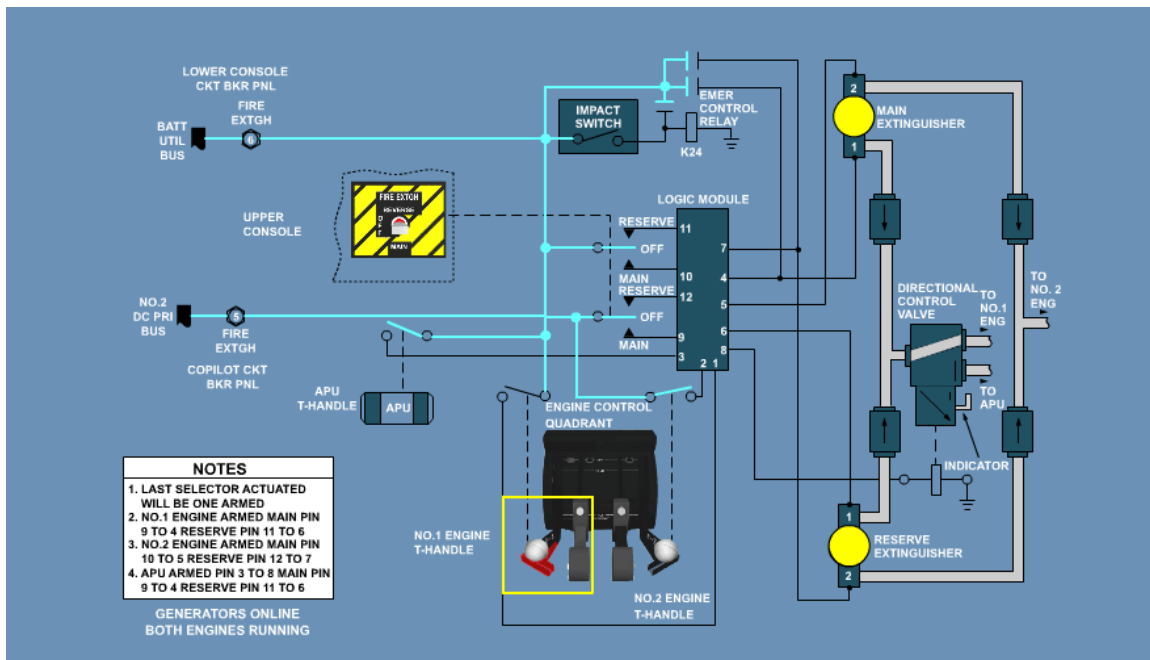 LOWER CONSOLE
CKT BKR PNL
FIRE
EXTGH
BATT
UTIL
BUS
6
IMPACT
SWITCH
EMER
CONTROL
RELAY
K24
2
MAIN
EXTINGUISHER
1
UPPER
CONSOLE
FIRE EXTGH
RESERVE
OFF
MAIN
LOGIC MODULE
RESERVE
11
OFF
7
MAIN
10
4
RESERVE
12
5
OFF
6
MAIN
9
8
3
2 1
NO.2
DC PRI
BUS
5
FIRE
EXTGH
COPILOT CKT
BKR PNL
APU
T-HANDLE
APU
ENGINE CONTROL
QUADRANT
DIRECTIONAL
CONTROL
VALVE
TO
NO.1
ENG
TO
NO. 2
ENG
TO
APU
INDICATOR
1
RESERVE
EXTINGUISHER
2
NO.1 ENGINE
T-HANDLE
NO.2 ENGINE
T-HANDLE
NOTES
1. LAST SELECTOR ACTUATED
WILL BE ONE ARMED
2. NO.1 ENGINE ARMED MAIN PIN
9 TO 4 RESERVE PIN 11 TO 6
3. NO.2 ENGINE ARMED MAIN PIN
10 TO 5 RESERVE PIN 12 TO 7
4. APU ARMED PIN 3 TO 8 MAIN PIN
9 TO 4 RESERVE PIN 11 TO 6
GENERATORS ONLINE
BOTH ENGINES RUNNING